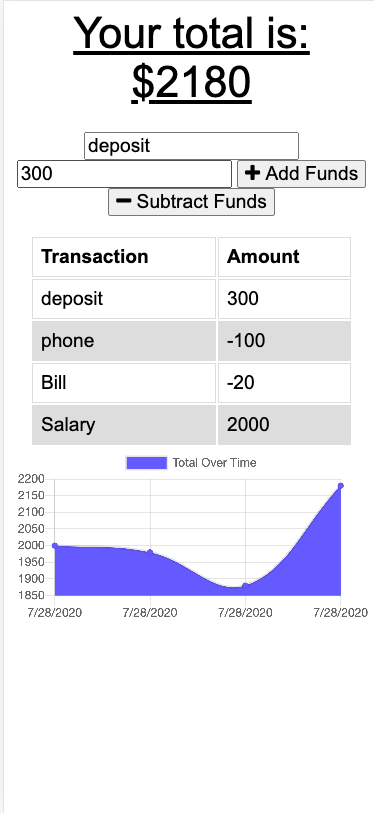 Your total is:
$2180
deposit
300 Add Funds
Subtract Funds
Transaction Amount
deposit 300
phone -100
Bill -20
Salary 2000
Total Over Time
2200
2150
2100
2050
2000
1950
1900
1850
7/28/2020 7/28/2020 7/28/2020 7/28/2020